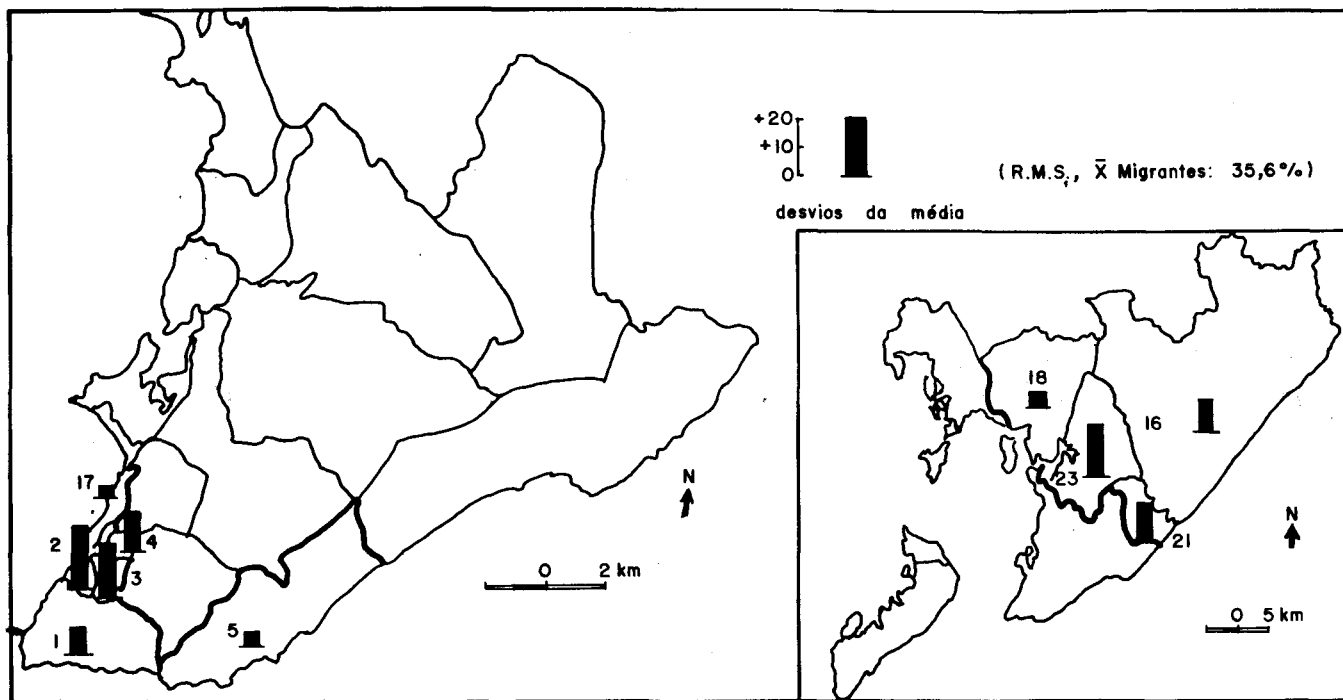 +20
+10
0
(R.M.S., X̄ Migrantes: 35,6%)
desvios da média
17
2
4
3
1
5
N
0 2 km
18
16
23
21
N
0 5 km